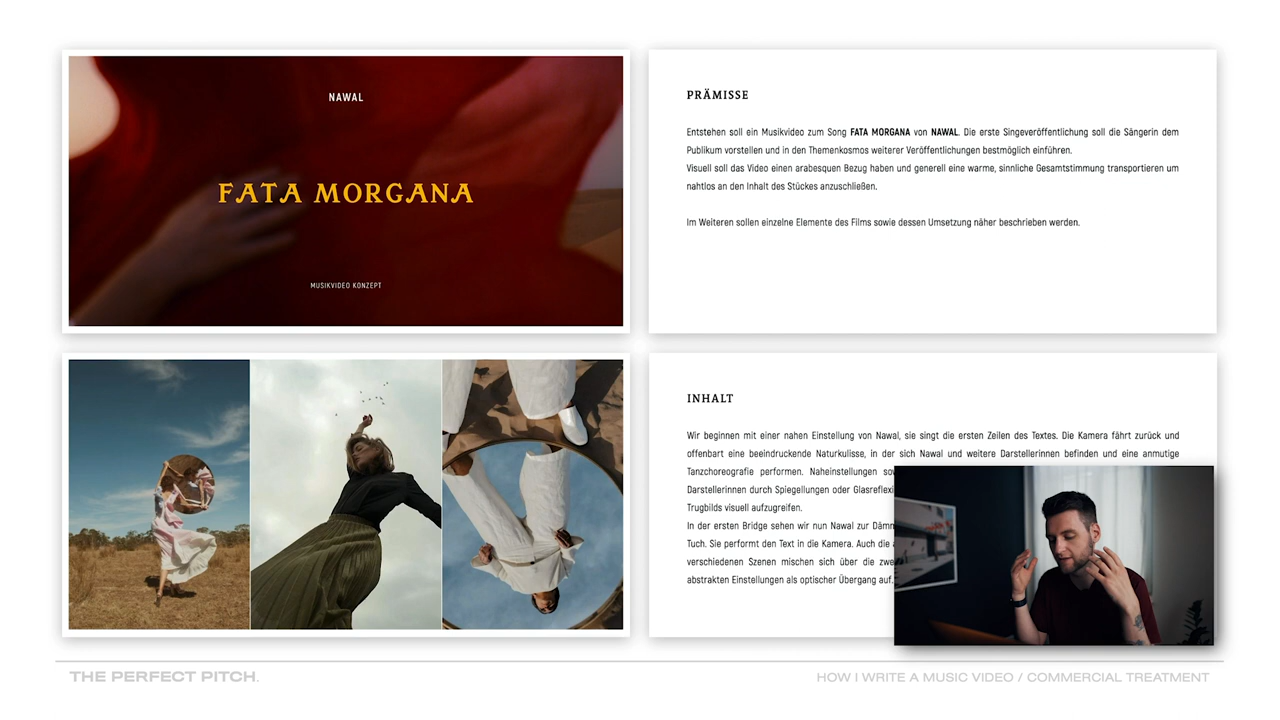 NAWAL
FATA MORGANA
MUSIKVIDEO KONZEPT
PRÄMISSE
Entstehen soll ein Musikvideo zum Song FATA MORGANA von NAWAL. Die erste Singeveröffentlichung soll die Sängerin dem
Publikum vorstellen und in den Themenkosmos weiterer Veröffentlichungen bestmöglich einführen.
Visuell soll das Video einen arabesquen Bezug haben und generell eine warme, sinnliche Gesamtstimmung transportieren um
nahtlos an den Inhalt des Stückes anzuschließen.
Im Weiteren sollen einzelne Elemente des Films sowie dessen Umsetzung näher beschrieben werden.
INHALT
Wir beginnen mit einer nahen Einstellung von Nawal, sie singt die ersten Zeilen des Textes. Die Kamera fährt zurück und
offenbart eine beeindruckende Naturkulisse, in der sich Nawal und weitere Darstellerinnen befinden und eine anmutige
Tanzchoreografie performen. Naheinstellungen
Darstellerinnen durch Spiegellungen oder
Trugbilds visuell aufzugreifen.
In der ersten Bridge sehen wir nun Nawal zur
Tuch. Sie performt den Text in die Kamera. Auch die
verschiedenen Szenen mischen sich über die
abstrakten Einstellungen als optischer Übergang auf.
THE PERFECT PITCH.
HOW I WRITE A MUSIC VIDEO / COMMERCIAL TREATMENT